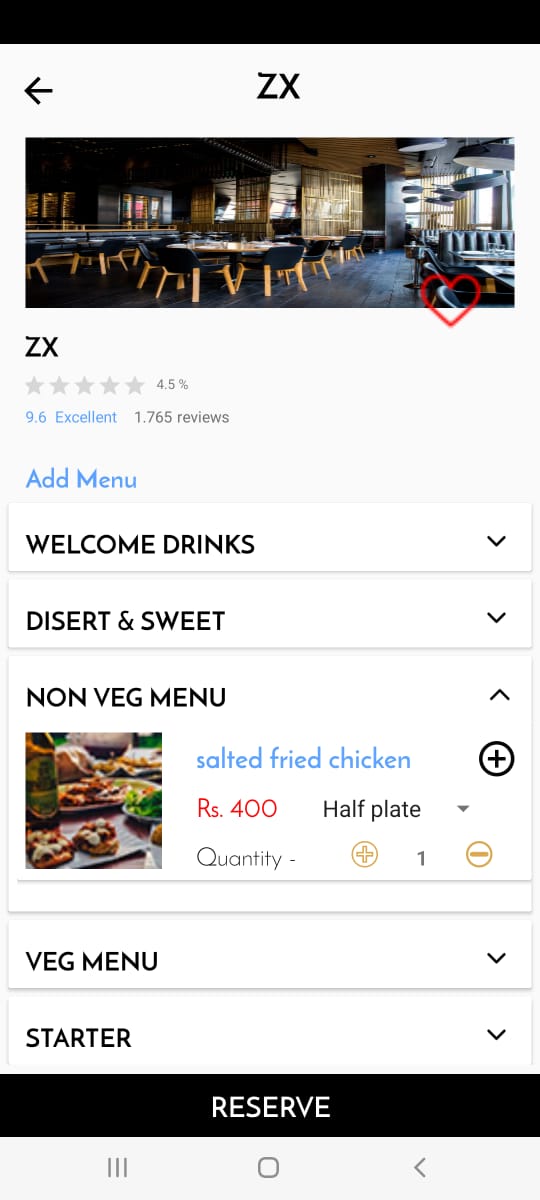 ZX
ZX
4.5 %
9.6 Excellent 1.765 reviews
Add Menu
WELCOME DRINKS
DISERT & SWEET
NON VEG MENU
salted fried chicken
Rs. 400 Half plate
Quantity - 1
VEG MENU
STARTER
RESERVE